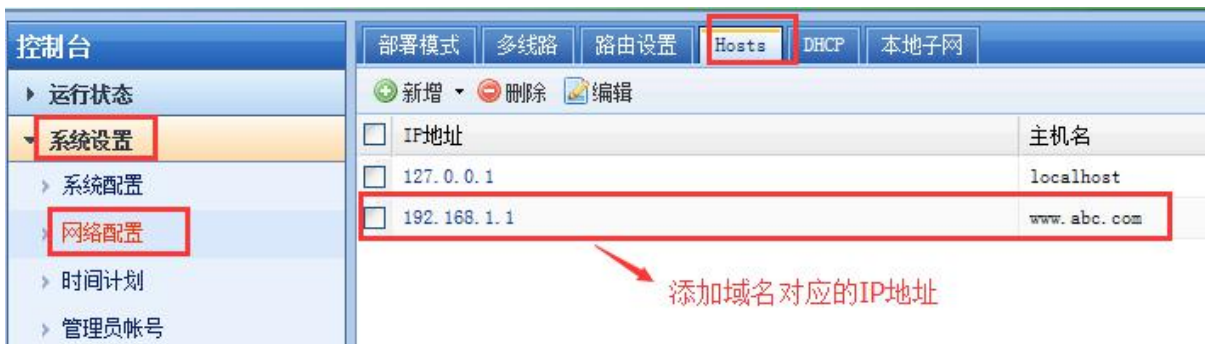 控制台
运行状态
系统设置
系统配置
网络配置
时间计划
管理员帐号
部署模式 多线路 路由设置 Hosts DHCP 本地子网
新增 删除 编辑
IP地址 主机名
127.0.0.1 localhost
192.168.1.1 www.abc.com
添加域名对应的IP地址